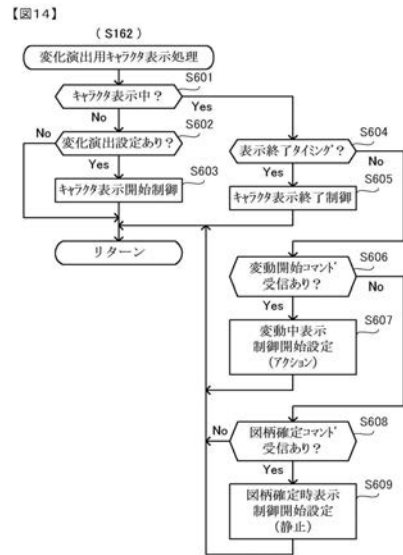 【図14】
(S162)
変化演出用キャラクタ表示処理
S601
キャラクタ表示中？
Yes
No
S602
変化演出設定あり？
No
Yes
S603
キャラクタ表示開始制御
リターン
S604
表示終了タイミング？
No
Yes
S605
キャラクタ表示終了制御
S606
変動開始コマンド
受信あり？
No
Yes
S607
変動中表示
制御開始設定
(アクション)
S608
図柄確定コマンド
受信あり？
No
Yes
S609
図柄確定時表示
制御開始設定
(静止)